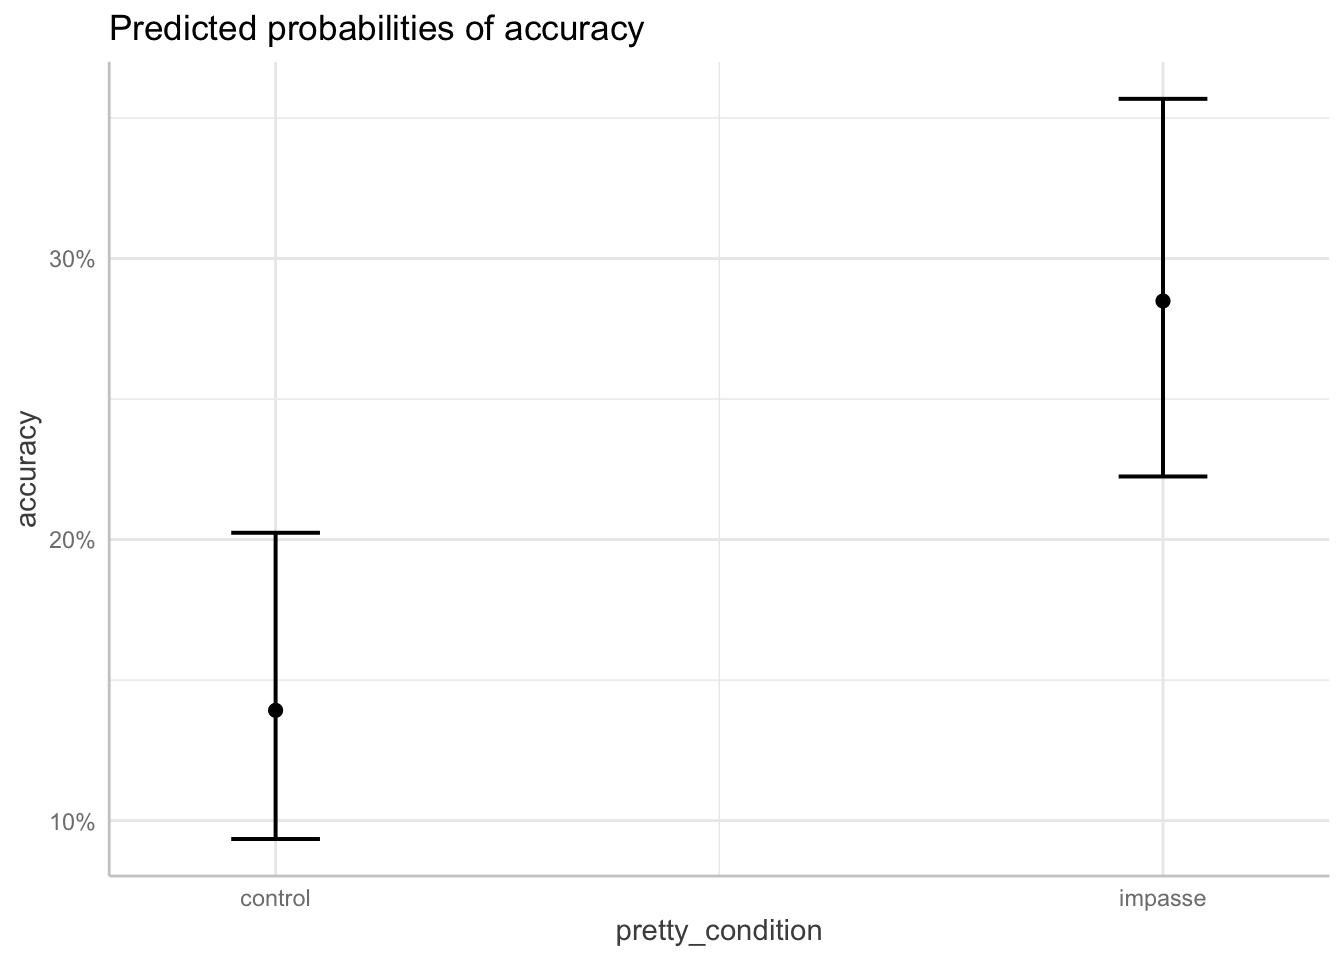 Predicted probabilities of accuracy
accuracy
30%
20%
10%
control
impasse
pretty_condition